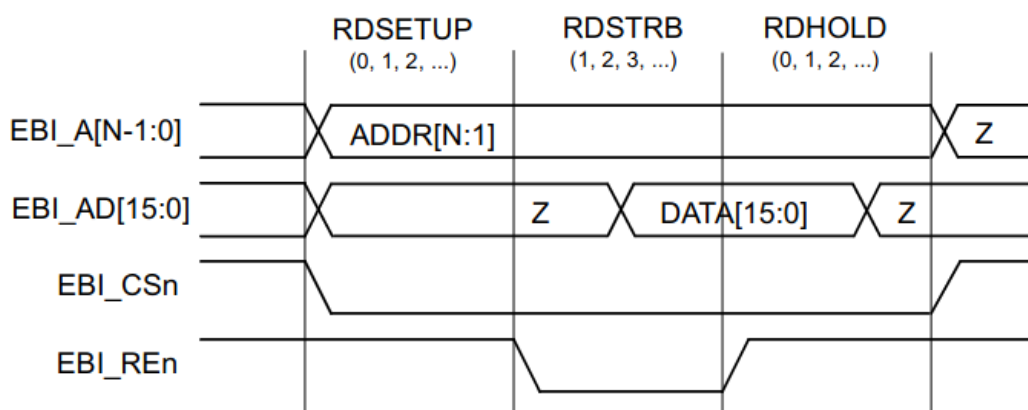 RDSETUP RDSTRB RDHOLD
(0, 1, 2, ...) (1, 2, 3, ...) (0, 1, 2, ...)
EBI_A[N-1:0] ADDR[N:1] Z
EBI_AD[15:0] Z DATA[15:0] Z
EBI_CSn
EBI_REn